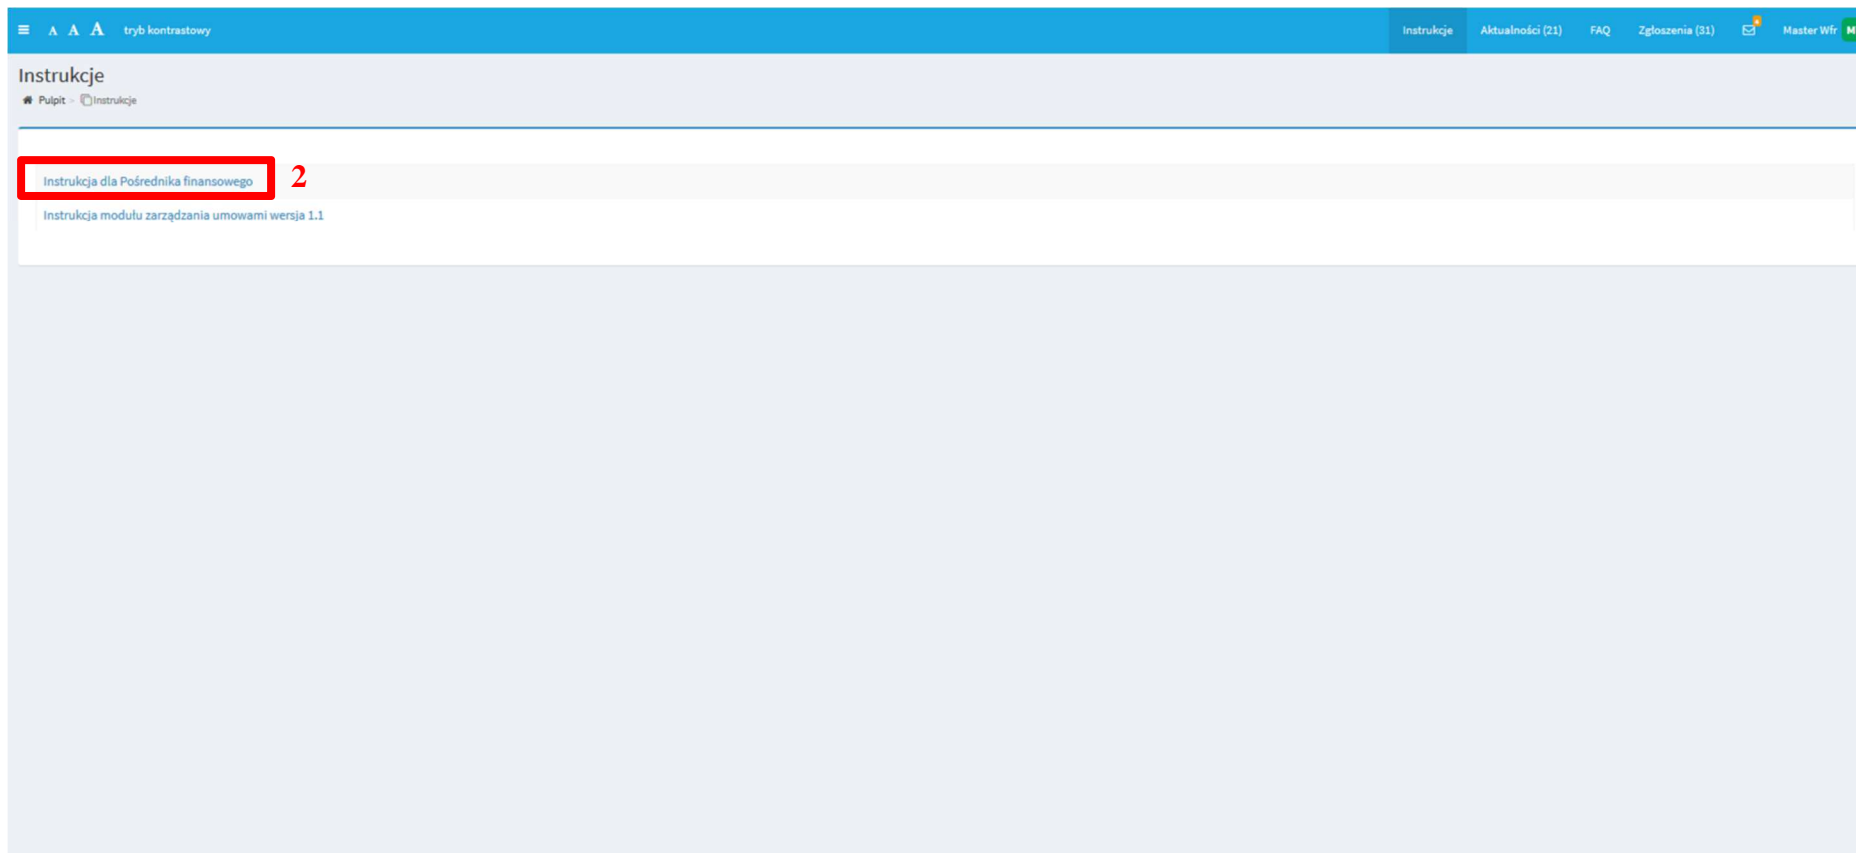 A A A tryb kontrastowy Instrukcje Aktualności (21) FAQ Zgłoszenia (31) Master Wfr M
Instrukcje
Pulpit > Instrukcje
Instrukcja dla Pośrednika finansowego 2
Instrukcja modułu zarządzania umowami wersja 1.1